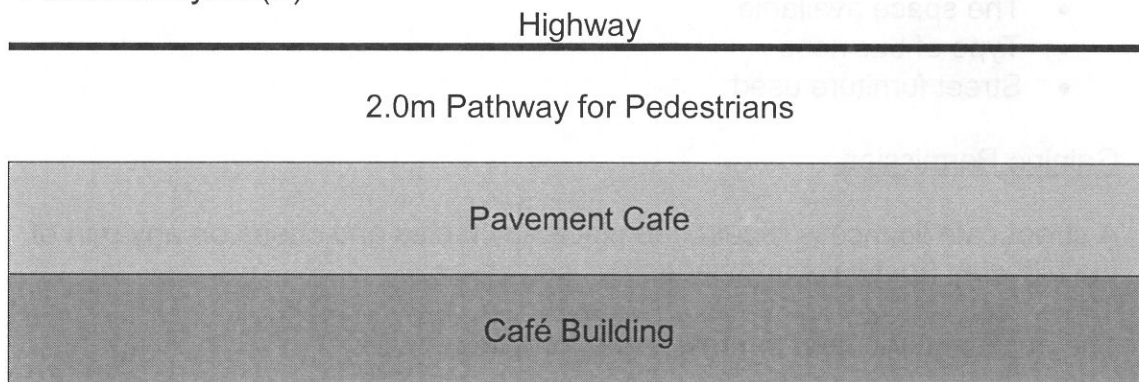 Highway
2.0m Pathway for Pedestrians
Pavement Cafe
Café Building